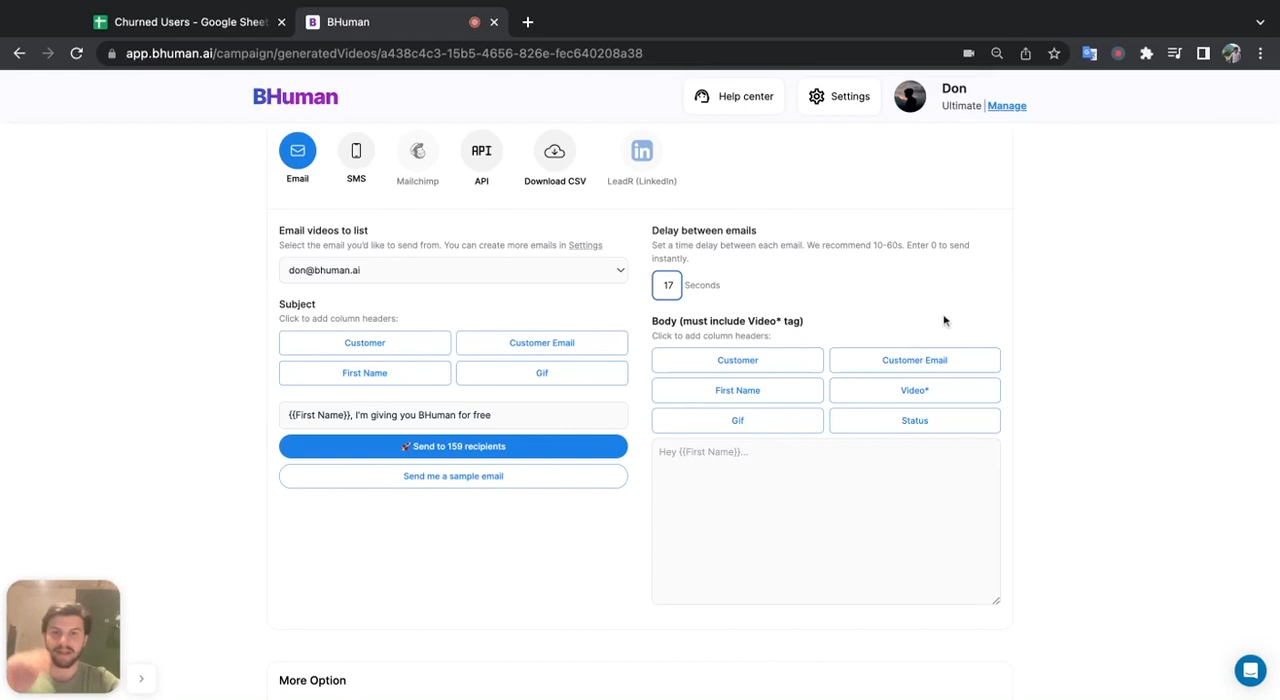 Churned Users - Google Sheet
BHuman
app.bhuman.ai/campaign/generatedVideos/a438c4c3-15b5-4656-826e-fec640208a38
BHuman
Help center
Settings
Don
Ultimate | Manage
Email
SMS
Mailchimp
API
API
Download CSV
in
LeadR (LinkedIn)
Email videos to list
Select the email you'd like to send from. You can create more emails in Settings
don@bhuman.ai
Subject
Click to add column headers:
Customer
Customer Email
First Name
Gif
{{First Name}}, I'm giving you BHuman for free
🚀 Send to 159 recipients
Send me a sample email
Delay between emails
Set a time delay between each email. We recommend 10-60s. Enter 0 to send
instantly.
17 Seconds
Body (must include Video* tag)
Click to add column headers:
Customer
Customer Email
First Name
Video*
Gif
Status
Hey {{First Name}}...
More Option